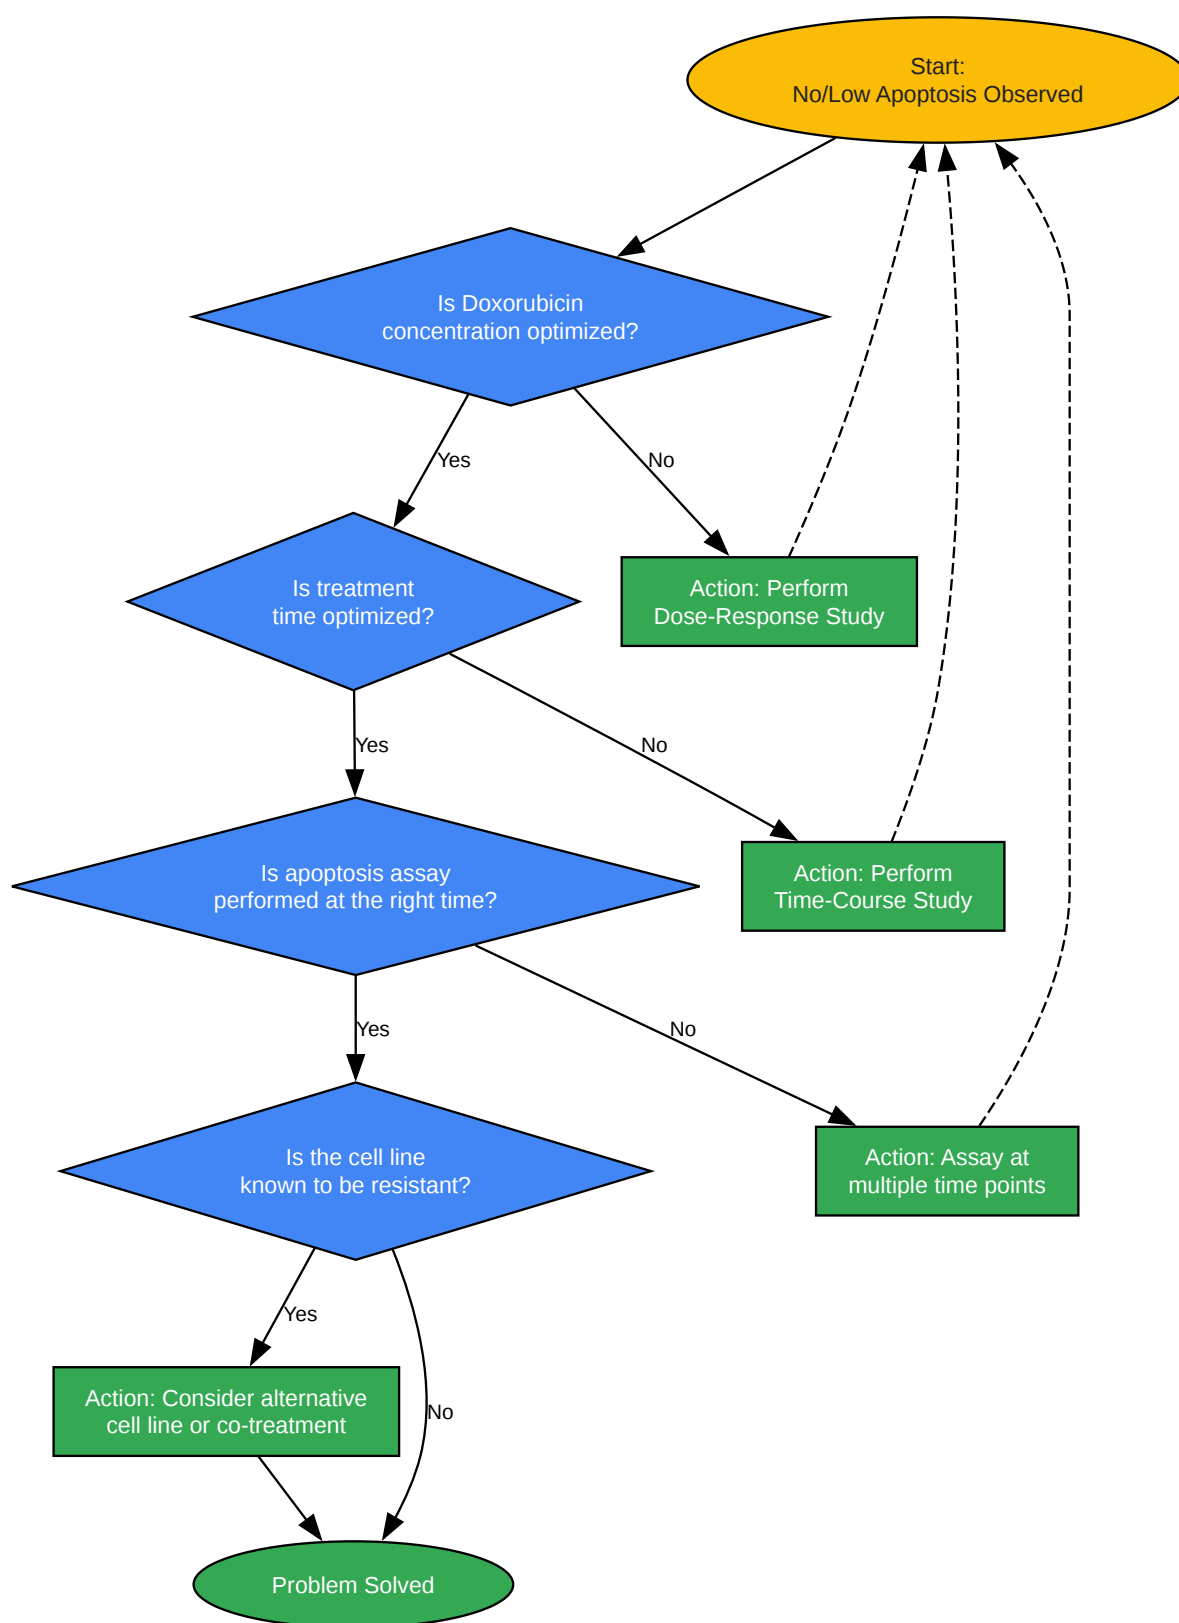 Start:
No/Low Apoptosis Observed
Is Doxorubicin
concentration optimized?
Yes
No
Is treatment
time optimized?
Action: Perform
Dose-Response Study
Yes
No
Is apoptosis assay
performed at the right time?
Action: Perform
Time-Course Study
Yes
No
Is the cell line
known to be resistant?
Action: Assay at
multiple time points
Yes
No
Action: Consider alternative
cell line or co-treatment
Problem Solved